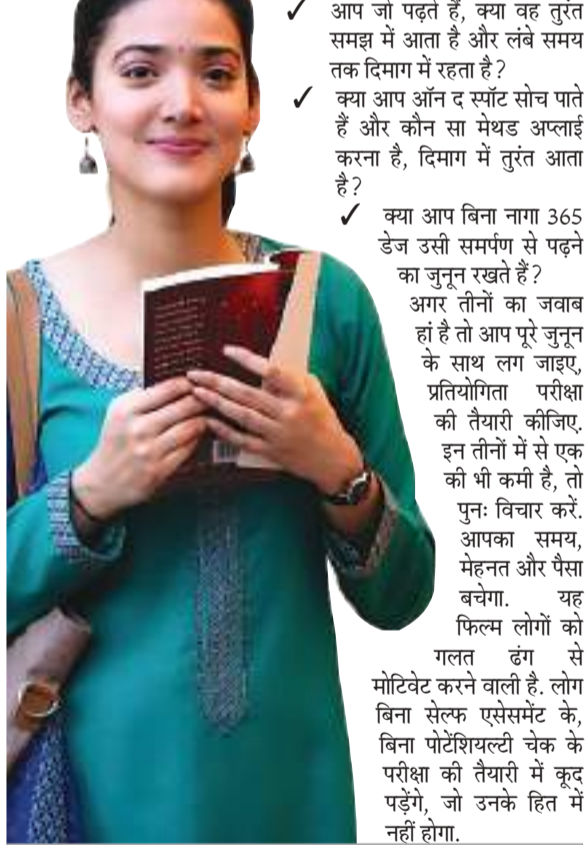 ✓ आप जो पढ़ते हैं, क्या वह तुरंत
समझ में आता है और लंबे समय
तक दिमाग में रहता है?
✓ क्या आप ऑन द स्पॉट सोच पाते
हैं और कौन सा मेथड अप्लाई
करना है, दिमाग में तुरंत आता
है?
✓ क्या आप बिना नागा 365
डेज उसी समर्पण से पढ़ने
का जुनून रखते हैं?
अगर तीनों का जवाब
हां है तो आप पूरे जुनून
के साथ लग जाइए,
प्रतियोगिता परीक्षा
की तैयारी कीजिए.
इन तीनों में से एक
की भी कमी है, तो
पुनः विचार करें.
आपका समय,
मेहनत और पैसा
बचेगा. यह
फिल्म लोगों को
गलत ढंग से
मोटिवेट करने वाली है. लोग
बिना सेल्फ एसेसमेंट के,
बिना पोटेंशियल्टी चेक के
परीक्षा की तैयारी में कूद
पड़ेंगे, जो उनके हित में
नहीं होगा.